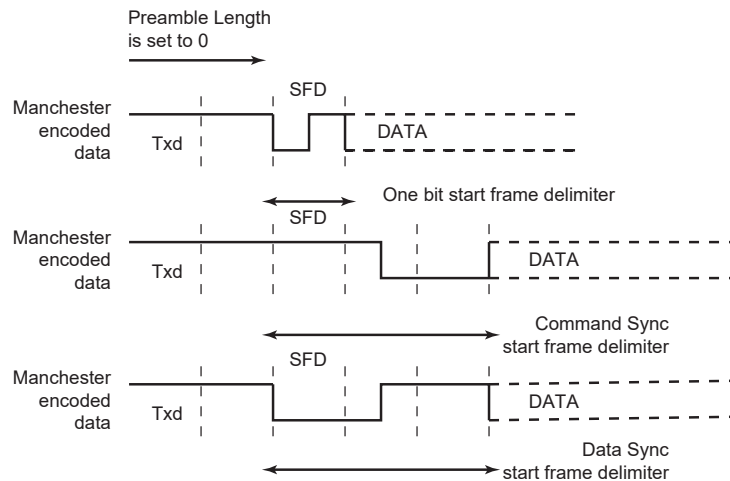 Preamble Length
is set to 0
SFD
Manchester
encoded
data
Txd
DATA
One bit start frame delimiter
SFD
Manchester
encoded
data
Txd
DATA
Command Sync
start frame delimiter
SFD
Manchester
encoded
data
Txd
DATA
Data Sync
start frame delimiter